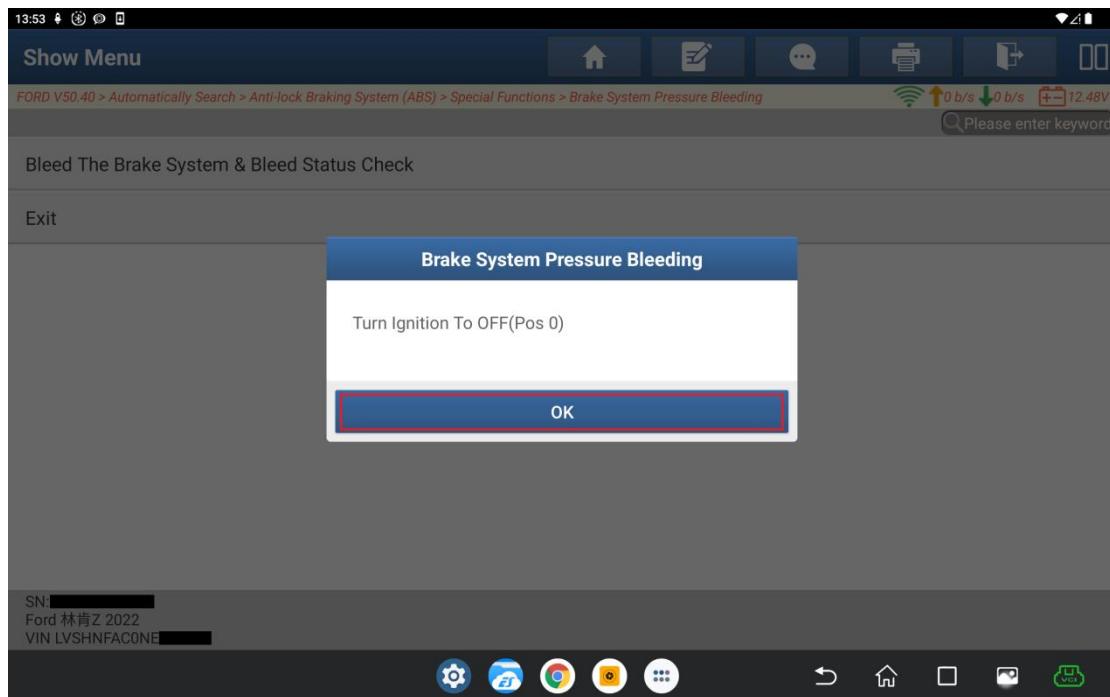 13:53
Show Menu
FORD V50.40 > Automatically Search > Anti-lock Braking System (ABS) > Special Functions > Brake System Pressure Bleeding
0 b/s 0 b/s 12.48V
Please enter keyword
Bleed The Brake System & Bleed Status Check
Exit
Brake System Pressure Bleeding
Turn Ignition To OFF(Pos 0)
OK
SN:
Ford 林肯Z 2022
VIN LVSHNFAC0NE
VCI